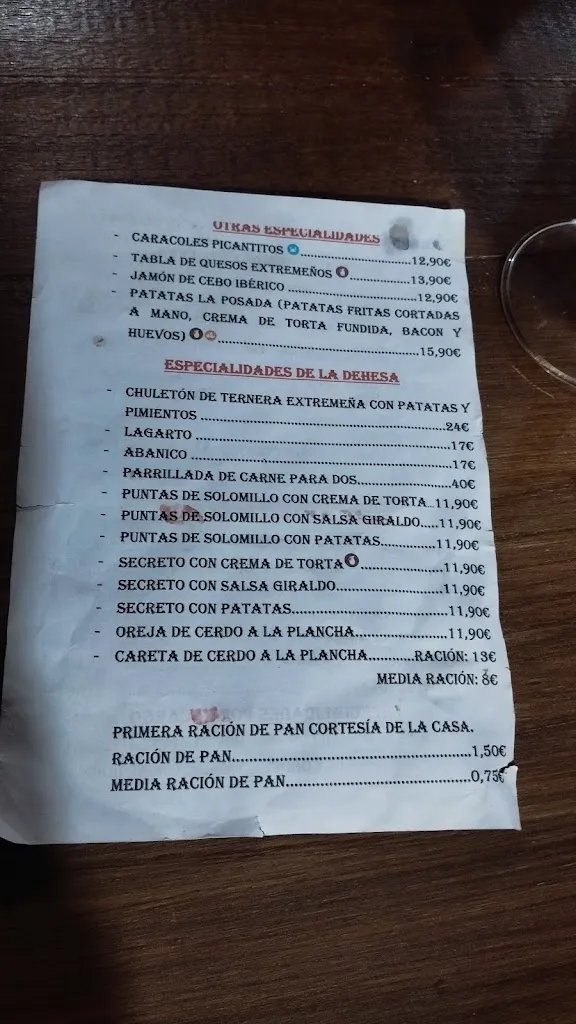 OTRAS ESPECIALIDADES
- CARACOLES PICANTITOS ..............................12,90€
- TABLA DE QUESOS EXTREMEÑOS ................13,90€
- JAMÓN DE CEBO IBÉRICO ..............................12,90€
- PATATAS LA POSADA (PATATAS FRITAS CORTADAS
A MANO, CREMA DE TORTA FUNDIDA, BACON Y
HUEVOS) ..................................................15,90€
ESPECIALIDADES DE LA DEHESA
- CHULETÓN DE TERNERA EXTREMEÑA CON PATATAS Y
PIMIENTOS ..................................................24€
- LAGARTO ....................................................17€
- ABANICO ....................................................17€
- PARRILLADA DE CARNE PARA DOS....................40€
- PUNTAS DE SOLOMILLO CON CREMA DE TORTA...11,90€
- PUNTAS DE SOLOMILLO CON SALSA GIRALDO.....11,90€
- PUNTAS DE SOLOMILLO CON PATATAS..............11,90€
- SECRETO CON CREMA DE TORTA ......................11,90€
- SECRETO CON SALSA GIRALDO..........................11,90€
- SECRETO CON PATATAS....................................11,90€
- OREJA DE CERDO A LA PLANCHA......................11,90€
- CARETA DE CERDO A LA PLANCHA...........RACIÓN: 13€
MEDIA RACIÓN: 8€
PRIMERA RACIÓN DE PAN CORTESÍA DE LA CASA.
RACIÓN DE PAN..................................................1,50€
MEDIA RACIÓN DE PAN......................................0,75€